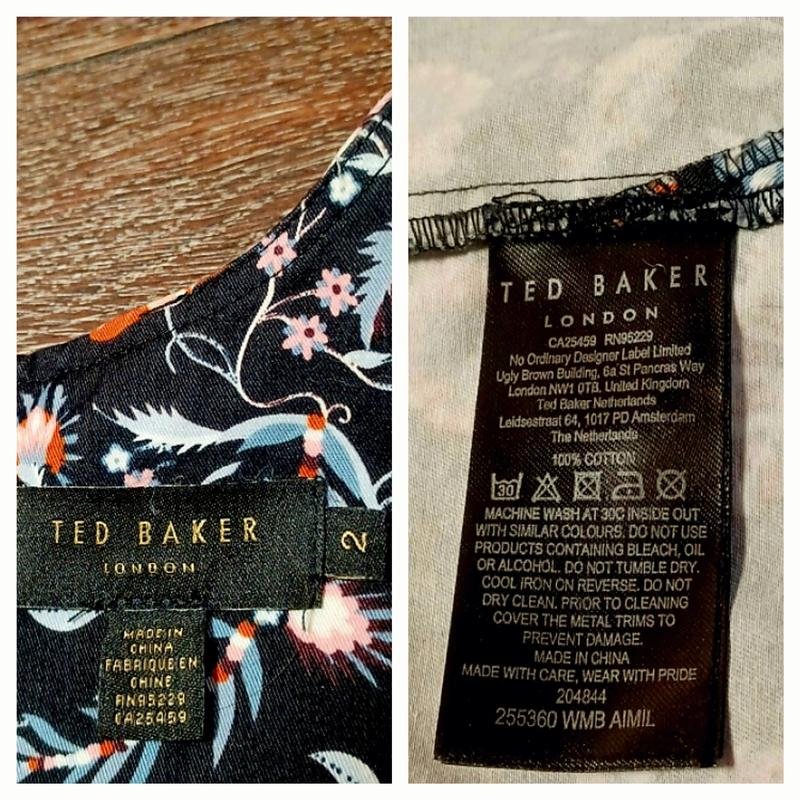 TED BAKER
LONDON
2
MADE IN
CHINA
FABRIQUE EN
CHINE
RN95229
CA25459
TED BAKER
LONDON
CA25459 RN95229
No Ordinary Designer Label Limited
Ugly Brown Building, 6a St Pancras Way
London NW1 0TB, United Kingdom
Ted Baker Netherlands
Leidsestraat 64, 1017 PD Amsterdam
The Netherlands
100% COTTON
30
MACHINE WASH AT 30C INSIDE OUT
WITH SIMILAR COLOURS. DO NOT USE
PRODUCTS CONTAINING BLEACH, OIL
OR ALCOHOL. DO NOT TUMBLE DRY.
COOL IRON ON REVERSE. DO NOT
DRY CLEAN. PRIOR TO CLEANING
COVER THE METAL TRIMS TO
PREVENT DAMAGE.
MADE IN CHINA
MADE WITH CARE, WEAR WITH PRIDE
204844
255360 WMB AIMIL